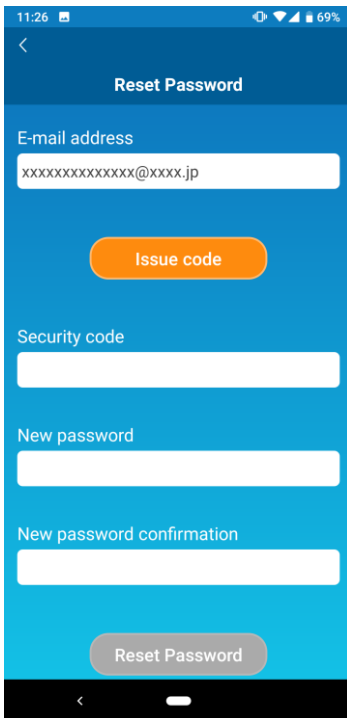 11:26 69%
Reset Password
E-mail address
xxxxxxxxxxxxxx@xxxx.jp
Issue code
Security code
New password
New password confirmation
Reset Password